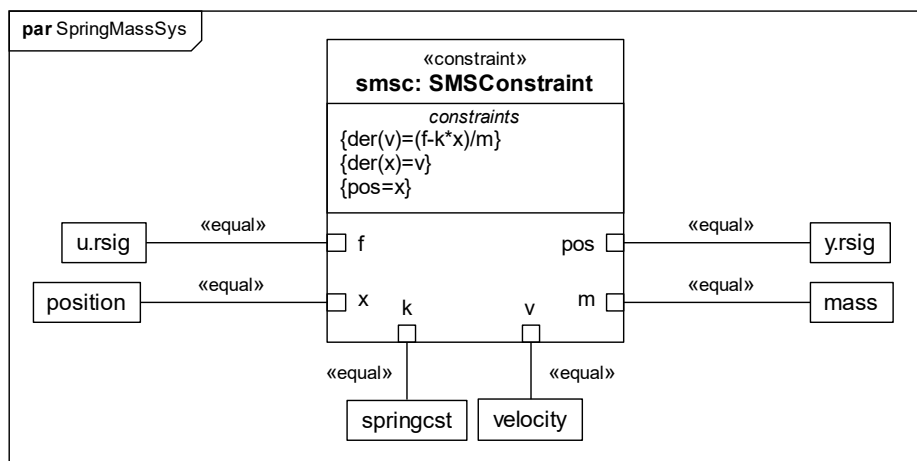 par SpringMassSys
«constraint»
smsc: SMSConstraint
constraints
{der(v)=(f-k*x)/m}
{der(x)=v}
{pos=x}
u.rsig
«equal»
f
pos
«equal»
y.rsig
position
«equal»
x
k
v
m
«equal»
mass
«equal»
«equal»
springcst
velocity